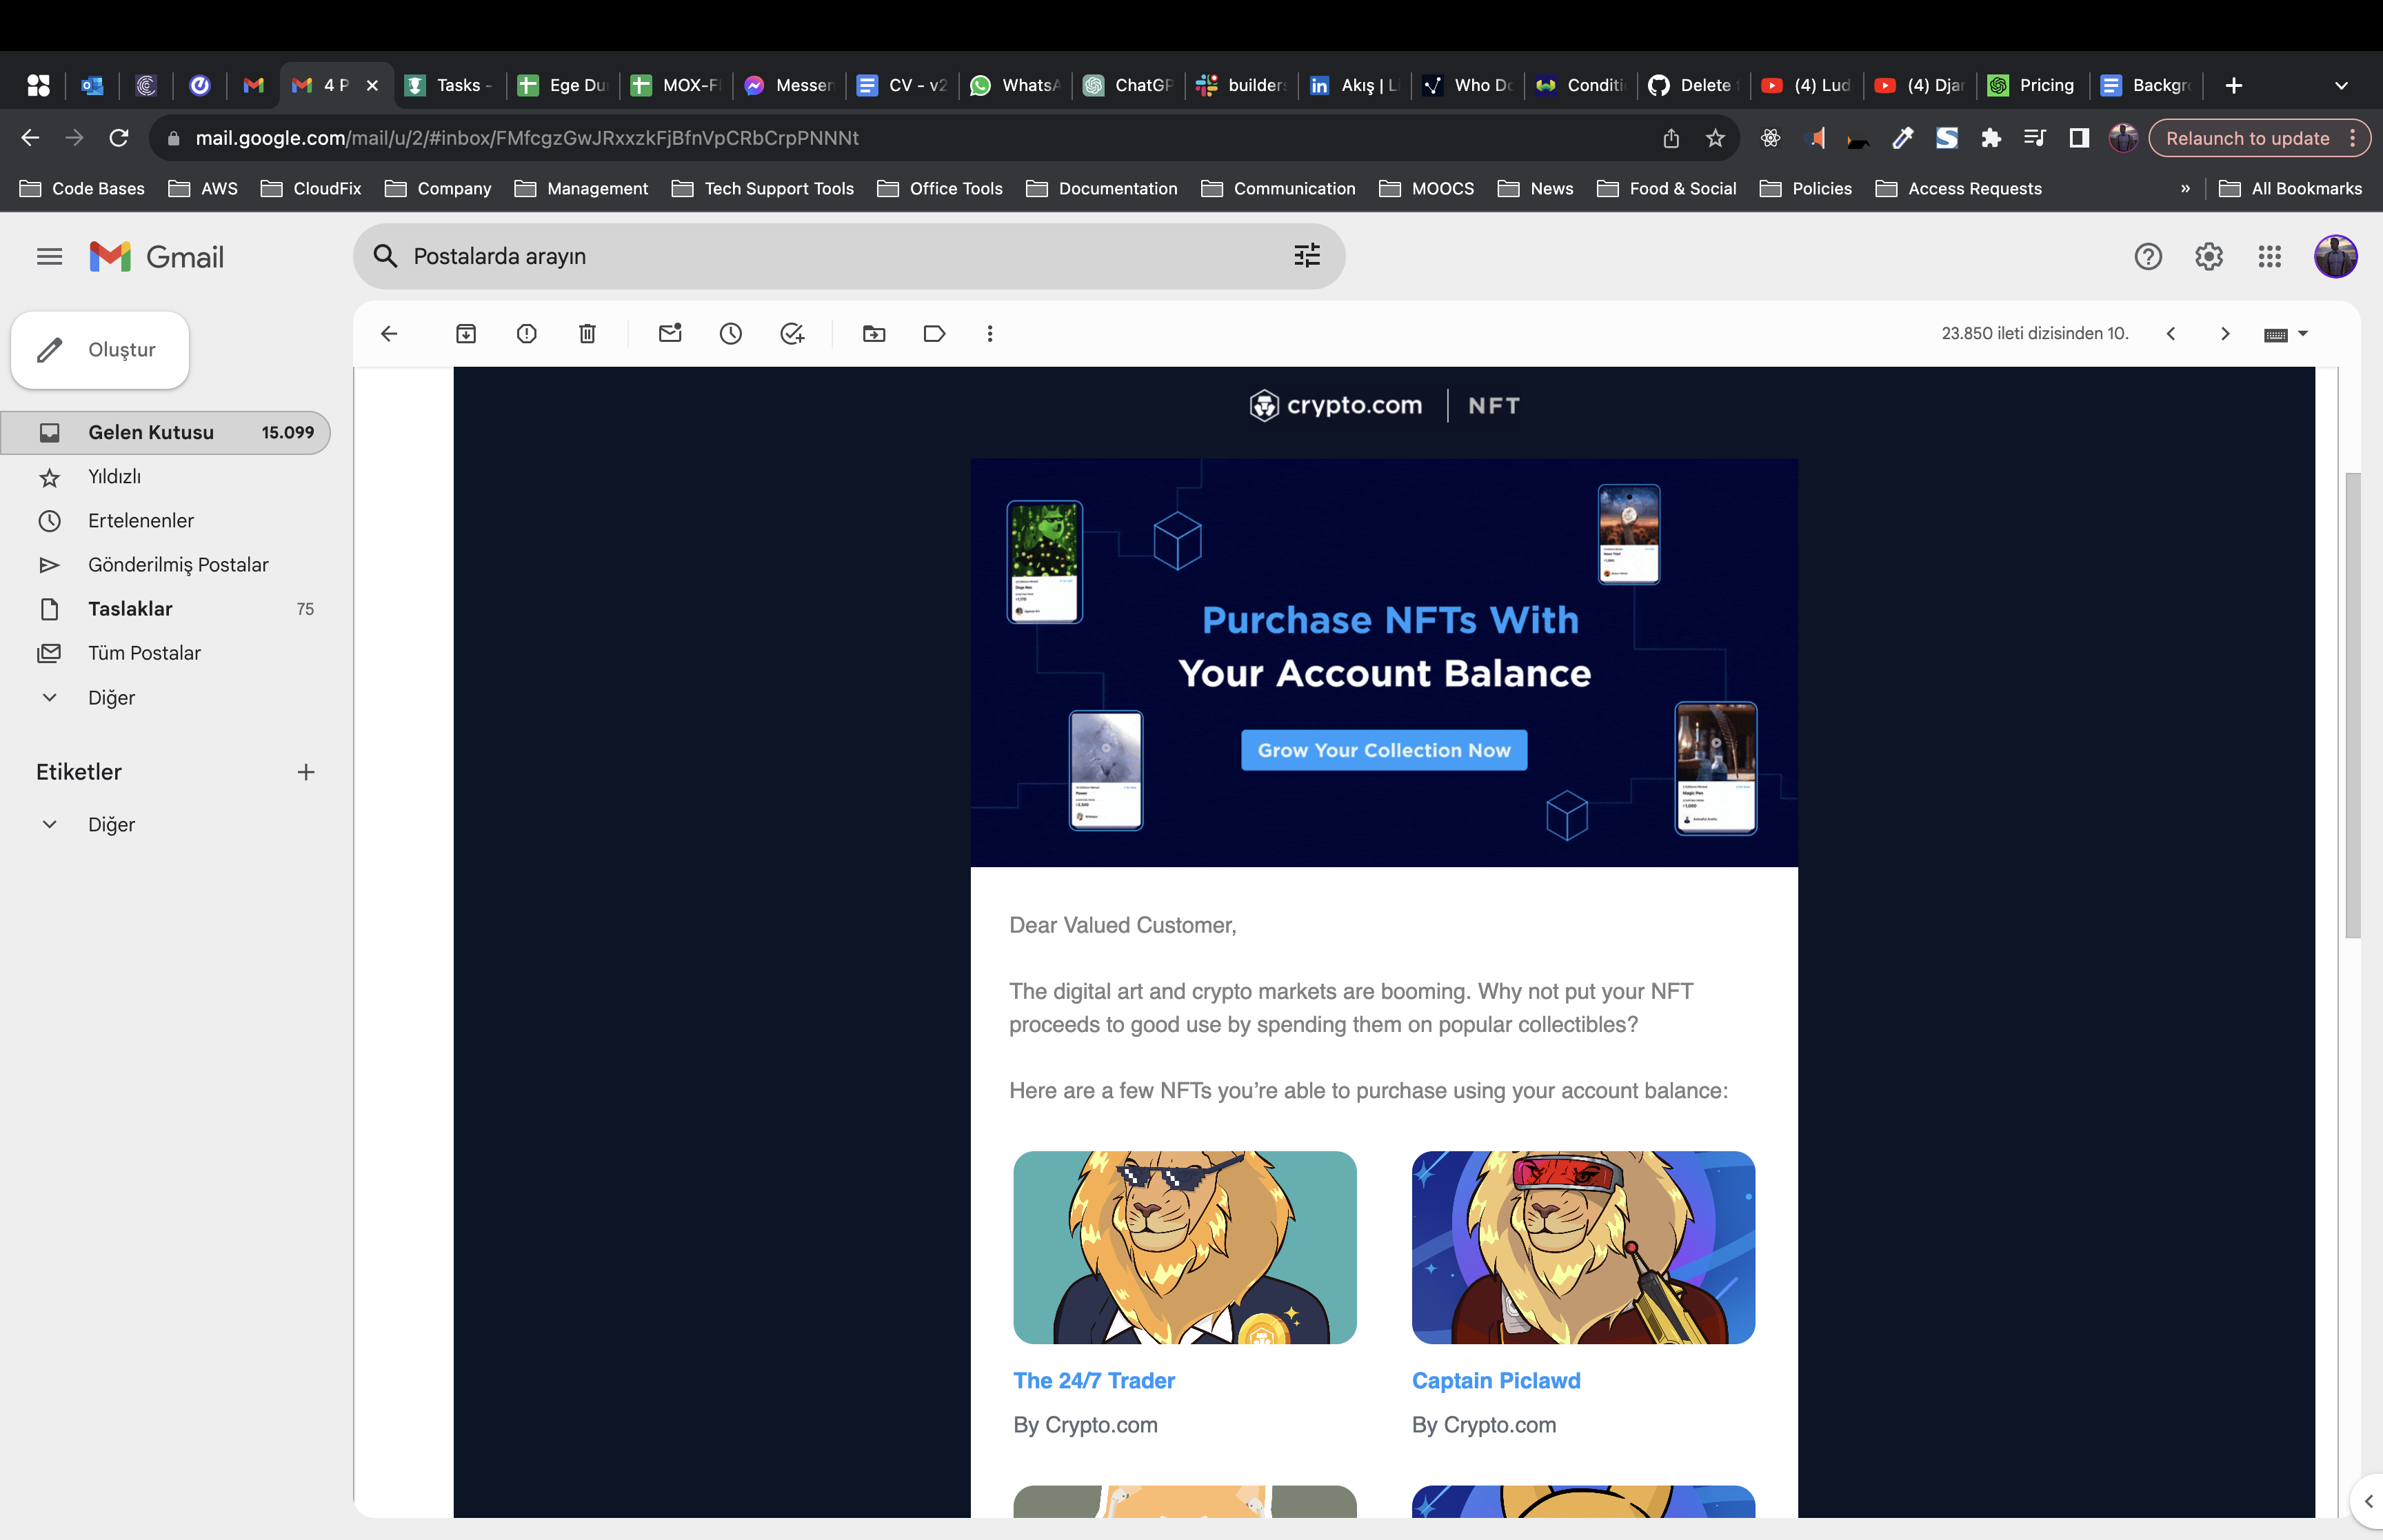 4 P
Tasks -
Ege Du
MOX-F
Messen
CV - v2
WhatsA
ChatGP
builders
Akış | Li
Who Do
Conditi
Delete
(4) Lud
(4) Djan
Pricing
Backgro
mail.google.com/mail/u/2/#inbox/FMfcgzGwJRxxzkFjBfnVpCRbCrpPNNNt
Relaunch to update
Code Bases
AWS
CloudFix
Company
Management
Tech Support Tools
Office Tools
Documentation
Communication
MOOCS
News
Food & Social
Policies
Access Requests
»
All Bookmarks
Gmail
Postalarda arayın
Oluştur
23.850 ileti dizisinden 10.
Gelen Kutusu 15.099
Yıldızlı
Ertelenenler
Gönderilmiş Postalar
Taslaklar 75
Tüm Postalar
Diğer
Etiketler
Diğer
crypto.com | NFT
Purchase NFTs With
Your Account Balance
Grow Your Collection Now
Dear Valued Customer,
The digital art and crypto markets are booming. Why not put your NFT
proceeds to good use by spending them on popular collectibles?
Here are a few NFTs you’re able to purchase using your account balance:
The 24/7 Trader
By Crypto.com
Captain Piclawd
By Crypto.com